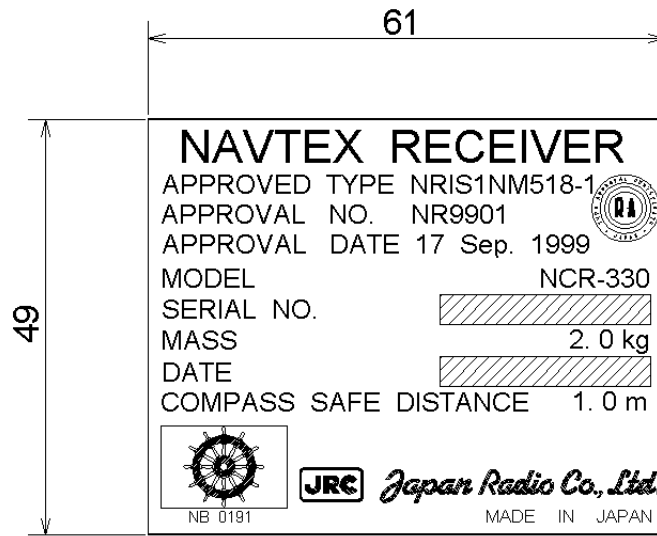 61
49
NAVTEX RECEIVER
APPROVED TYPE NRIS1NM518-1
APPROVAL NO. NR9901
RA
APPROVAL DATE 17 Sep. 1999
MODEL NCR-330
SERIAL NO.
MASS 2.0 kg
DATE
COMPASS SAFE DISTANCE 1.0 m
NB 0191
JRC Japan Radio Co., Ltd.
MADE IN JAPAN